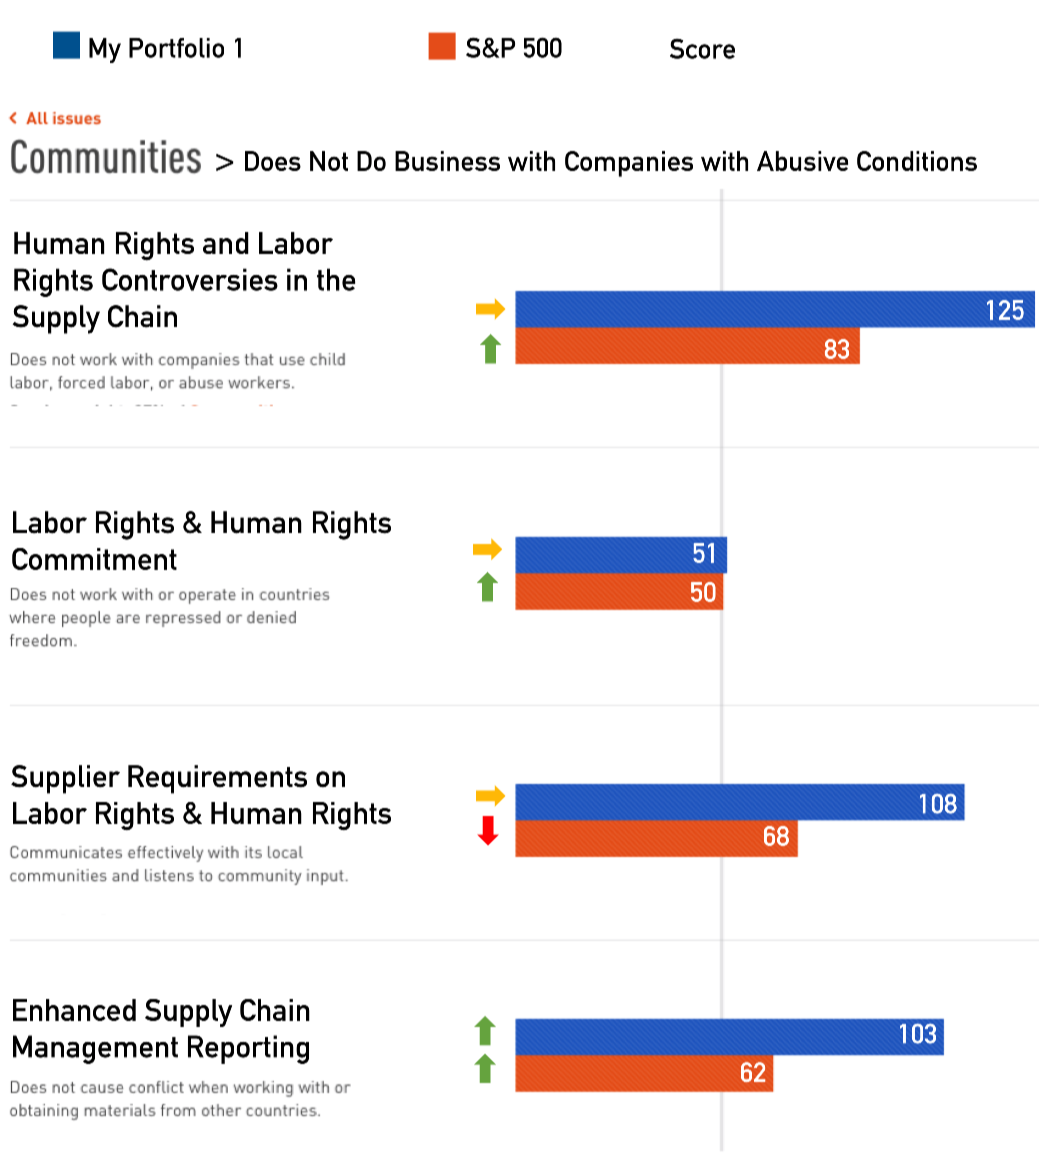 My Portfolio 1 S&P 500 Score
< All issues
Communities > Does Not Do Business with Companies with Abusive Conditions
Human Rights and Labor
Rights Controversies in the
Supply Chain
Does not work with companies that use child
labor, forced labor, or abuse workers.
125
83
Labor Rights & Human Rights
Commitment
Does not work with or operate in countries
where people are repressed or denied
freedom.
51
50
Supplier Requirements on
Labor Rights & Human Rights
Communicates effectively with its local
communities and listens to community input.
108
68
Enhanced Supply Chain
Management Reporting
Does not cause conflict when working with or
obtaining materials from other countries.
103
62